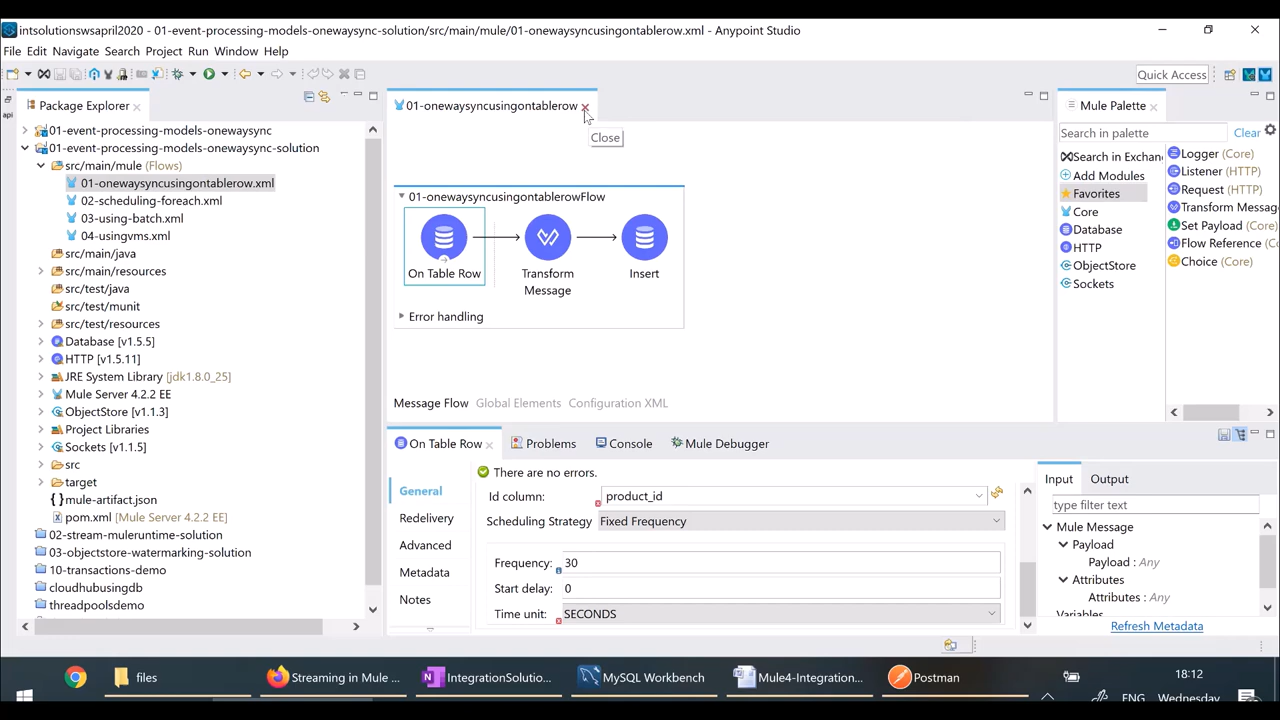 intsolutionswsapril2020 - 01-event-processing-models-onewaysync-solution/src/main/mule/01-onewaysyncusingontablerow.xml - Anypoint Studio
File Edit Navigate Search Project Run Window Help
Quick Access
api
Package Explorer
01-event-processing-models-onewaysync
01-event-processing-models-onewaysync-solution
src/main/mule (Flows)
01-onewaysyncusingontablerow.xml
02-scheduling-foreach.xml
03-using-batch.xml
04-usingvms.xml
src/main/java
src/main/resources
src/test/java
src/test/munit
src/test/resources
Database [v1.5.5]
HTTP [v1.5.11]
JRE System Library [jdk1.8.0_25]
Mule Server 4.2.2 EE
ObjectStore [v1.1.3]
Project Libraries
Sockets [v1.1.5]
src
target
mule-artifact.json
pom.xml [Mule Server 4.2.2 EE]
02-stream-muleruntime-solution
03-objectstore-watermarking-solution
10-transactions-demo
cloudhubusingdb
threadpoolsdemo
01-onewaysyncusingontablerow
Close
01-onewaysyncusingontablerowFlow
On Table Row
Transform
Message
Insert
Error handling
Message Flow Global Elements Configuration XML
Mule Palette
Search in palette
Clear
Search in Exchan
Add Modules
Favorites
Core
Database
HTTP
ObjectStore
Sockets
Logger (Core)
Listener (HTTP)
Request (HTTP)
Transform Messag
Set Payload (Core)
Flow Reference (C
Choice (Core)
On Table Row
Problems
Console
Mule Debugger
General
Redelivery
Advanced
Metadata
Notes
There are no errors.
Id column: product_id
Scheduling Strategy Fixed Frequency
Frequency: 30
Start delay: 0
Time unit: SECONDS
Input Output
type filter text
Mule Message
Payload
Payload : Any
Attributes
Attributes : Any
Variables
Refresh Metadata
files
Streaming in Mule ...
IntegrationSolutio...
MySQL Workbench
Mule4-Integration...
Postman
18:12
ENG
Wednesday